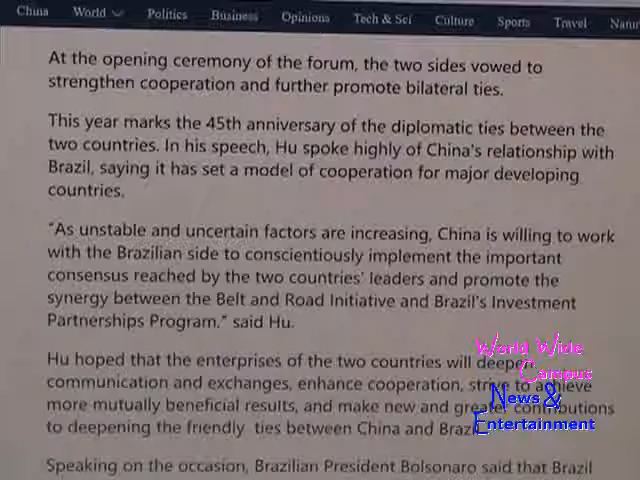 China World Politics Business Opinions Tech & Sci Culture Sports Travel Natur
At the opening ceremony of the forum, the two sides vowed to
strengthen cooperation and further promote bilateral ties.
This year marks the 45th anniversary of the diplomatic ties between the
two countries. In his speech, Hu spoke highly of China's relationship with
Brazil, saying it has set a model of cooperation for major developing
countries.
"As unstable and uncertain factors are increasing, China is willing to work
with the Brazilian side to conscientiously implement the important
consensus reached by the two countries' leaders and promote the
synergy between the Belt and Road Initiative and Brazil's Investment
Partnerships Program." said Hu.
Hu hoped that the enterprises of the two countries will deepen
communication and exchanges, enhance cooperation, strive to achieve
more mutually beneficial results, and make new and greater contributions
to deepening the friendly ties between China and Brazil
Speaking on the occasion, Brazilian President Bolsonaro said that Brazil
World Wide
Campus
News &
Entertainment